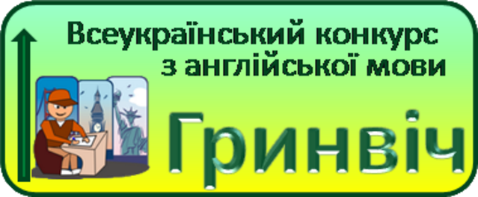 Всеукраїнський конкурс
з англійської мови
Гринвіч